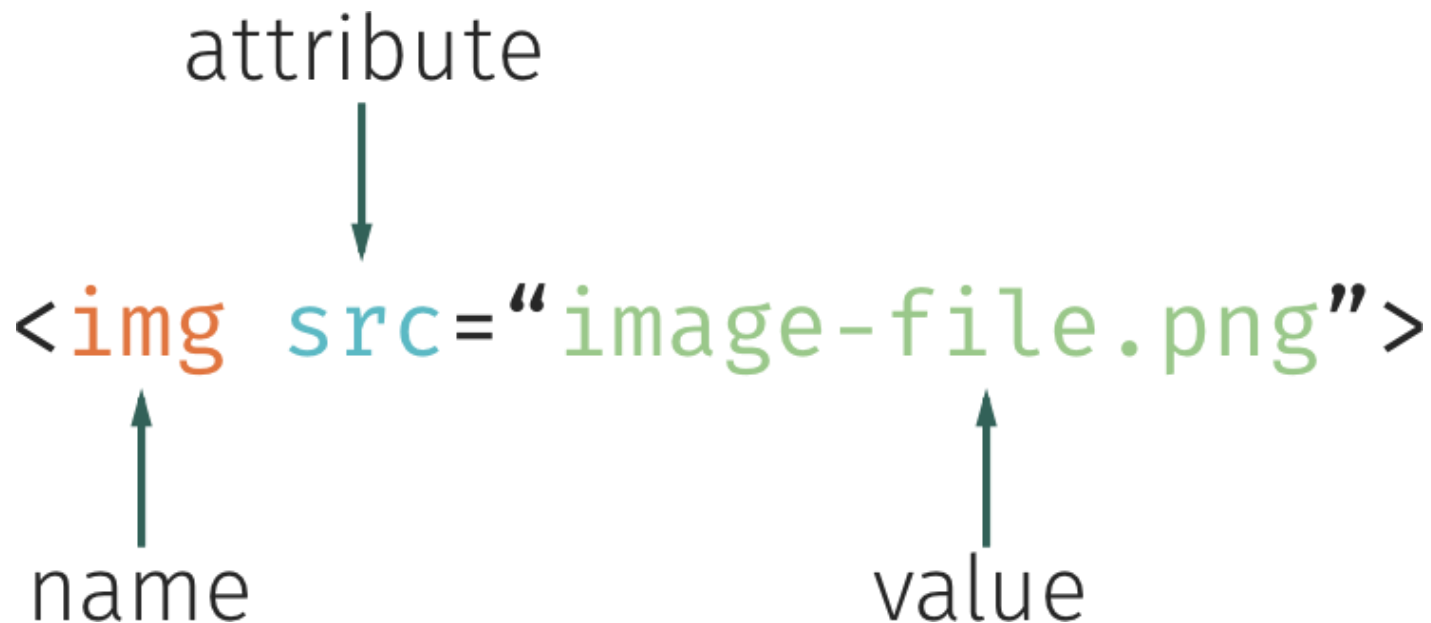 attribute
<img src=“image-file.png”>
name value